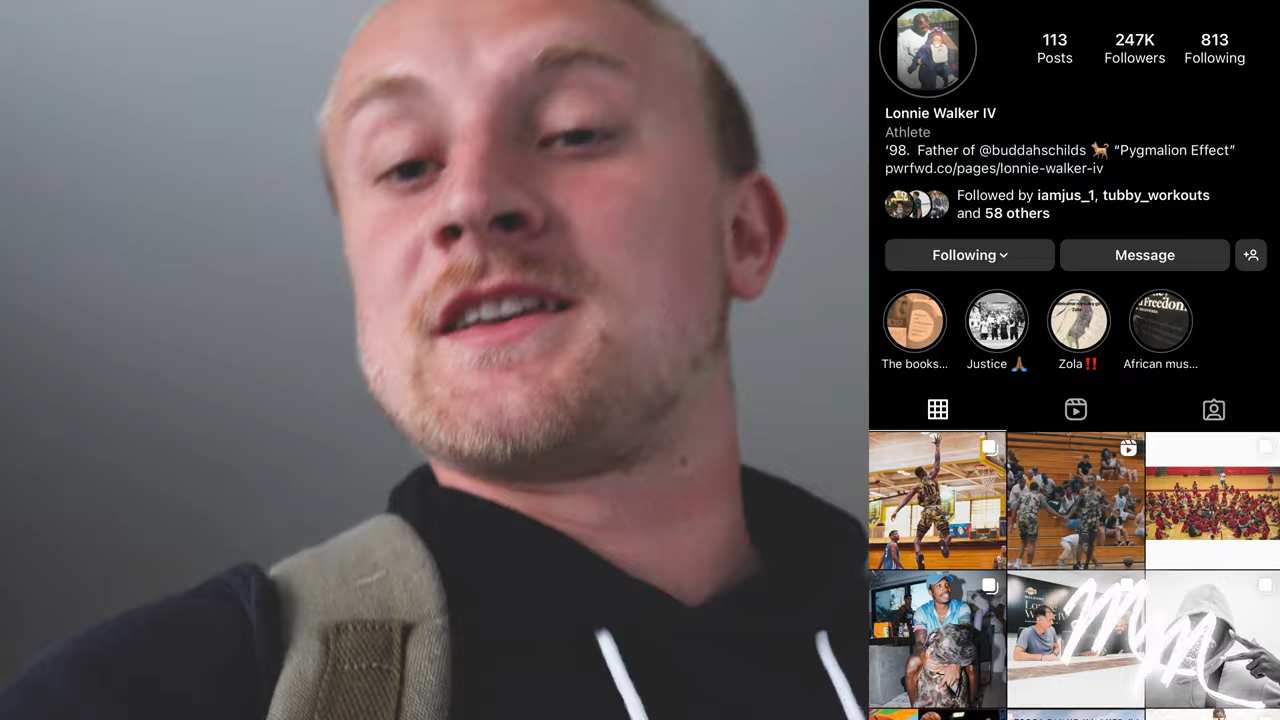 113
247K
813
Posts
Followers
Following
Lonnie Walker IV
Athlete
‘98. Father of @buddahschilds 🐕 “Pygmalion Effect”
pwrfwd.co/pages/lonnie-walker-iv
Followed by iamjus_1, tubby_workouts
and 58 others
Following
Message
Freedom.
The books...
Justice 🙏🏾
Zola‼️
African mus...